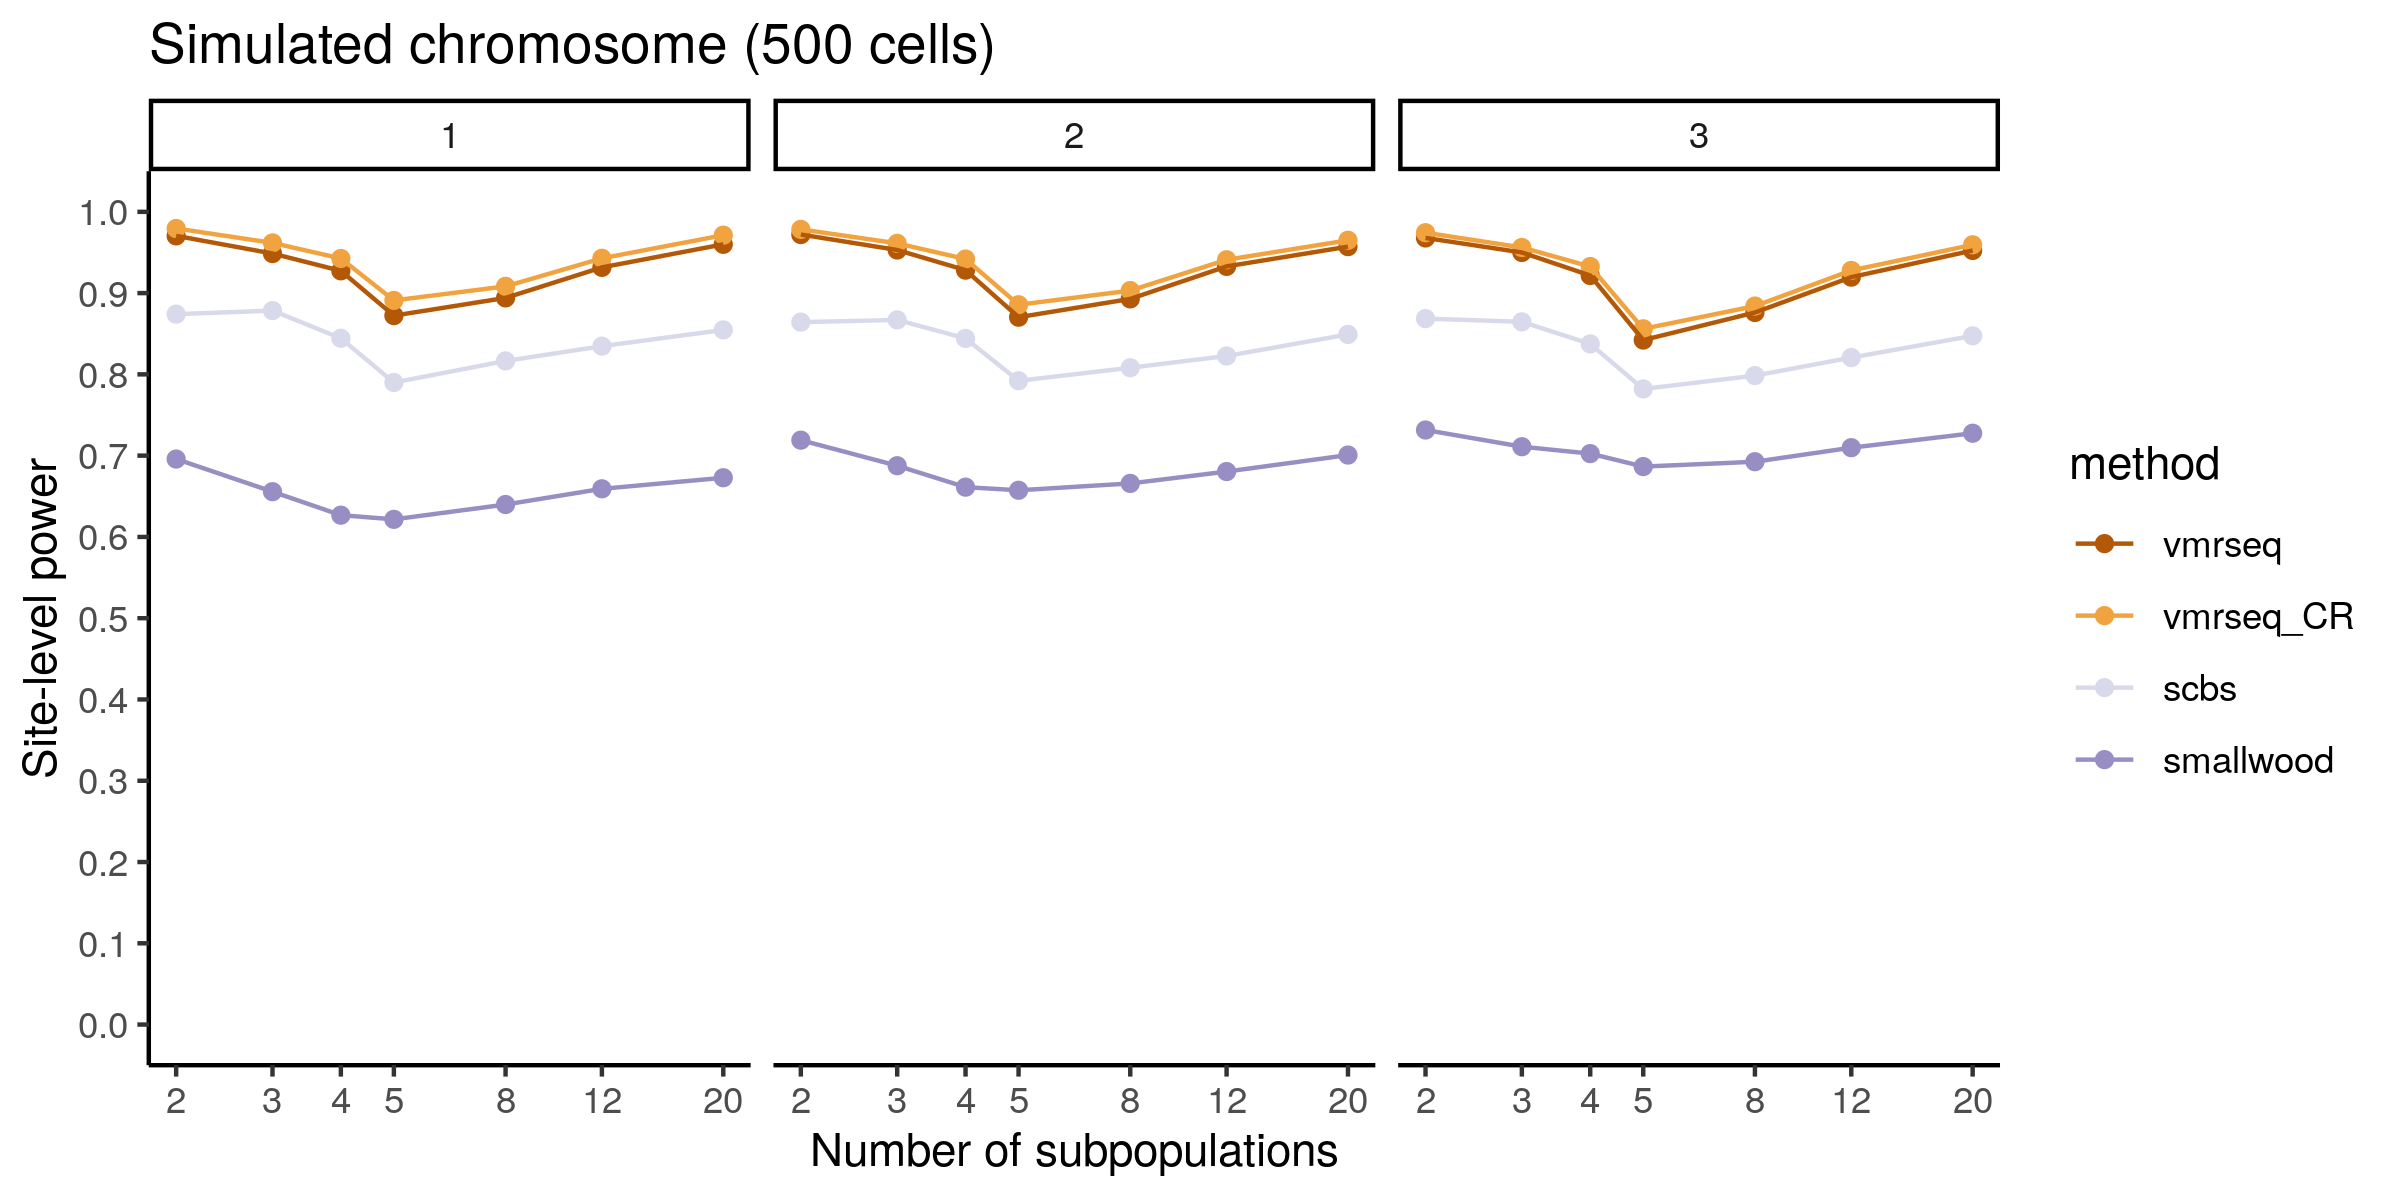 Simulated chromosome (500 cells)
1 2 3
1.0
0.9
0.8
0.7
0.6
0.5
0.4
0.3
0.2
0.1
0.0
Site-level power
2 3 4 5 8 12 20 2 3 4 5 8 12 20 2 3 4 5 8 12 20
Number of subpopulations
method
vmrseq
vmrseq_CR
scbs
smallwood